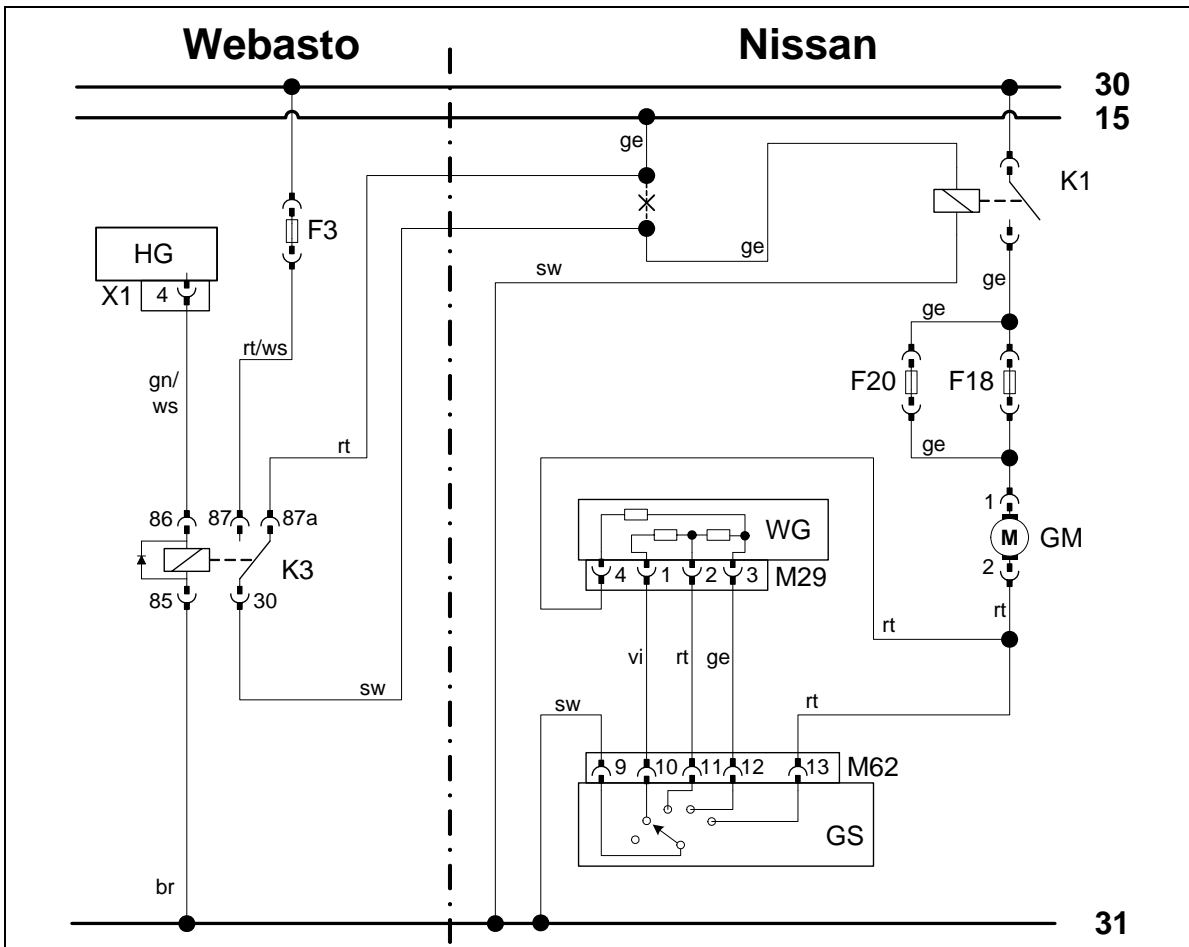 Webasto
Nissan
30
15
ge
K1
F3
HG
X1
4
ge
sw
ge
ge
rt/ws
F20
F18
gn/
ws
rt
ge
86
87
87a
WG
1
M
GM
K3
4
1
2
3
M29
2
85
30
rt
rt
vi
rt
ge
sw
sw
rt
9
10
11
12
13
M62
GS
br
31